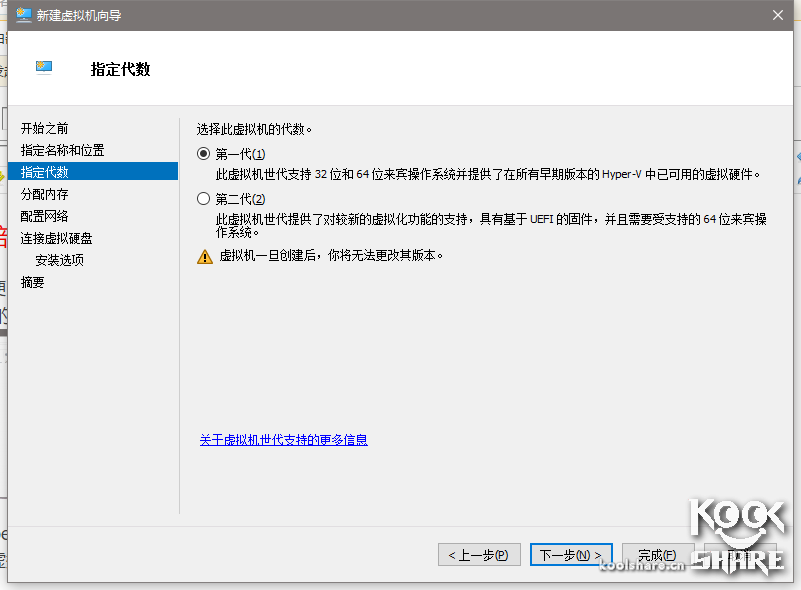 新建虚拟机向导
指定代数
开始之前
指定名称和位置
指定代数
分配内存
配置网络
连接虚拟硬盘
安装选项
摘要
选择此虚拟机的代数。
第一代(1)
此虚拟机世代支持 32 位和 64 位来宾操作系统并提供了在所有早期版本的 Hyper-V 中已可用的虚拟硬件。
第二代(2)
此虚拟机世代提供了对较新的虚拟化功能的支持，具有基于 UEFI 的固件，并且需要受支持的 64 位来宾操
作系统。
虚拟机一旦创建后，你将无法更改其版本。
关于虚拟机世代支持的更多信息
< 上一步(P)
下一步(N) >
完成(F)
KOOL
SHARE
koolshare.cn